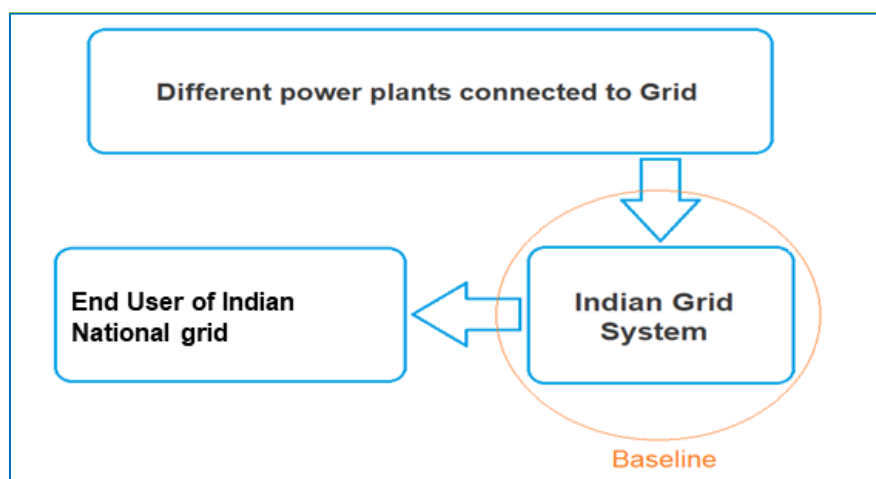 Different power plants connected to Grid
End User of Indian
National grid
Indian Grid
System
Baseline